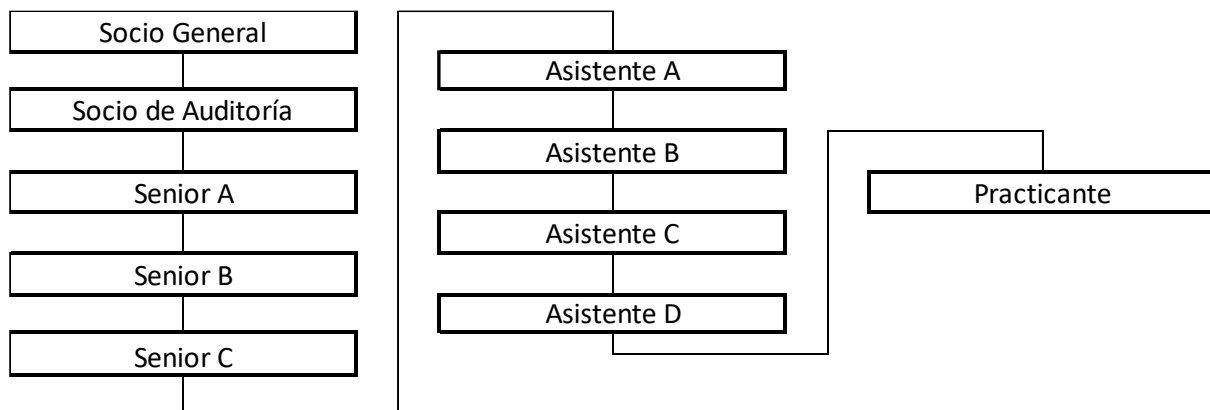 Socio General
Socio de Auditoría
Senior A
Senior B
Senior C
Asistente A
Asistente B
Asistente C
Asistente D
Practicante